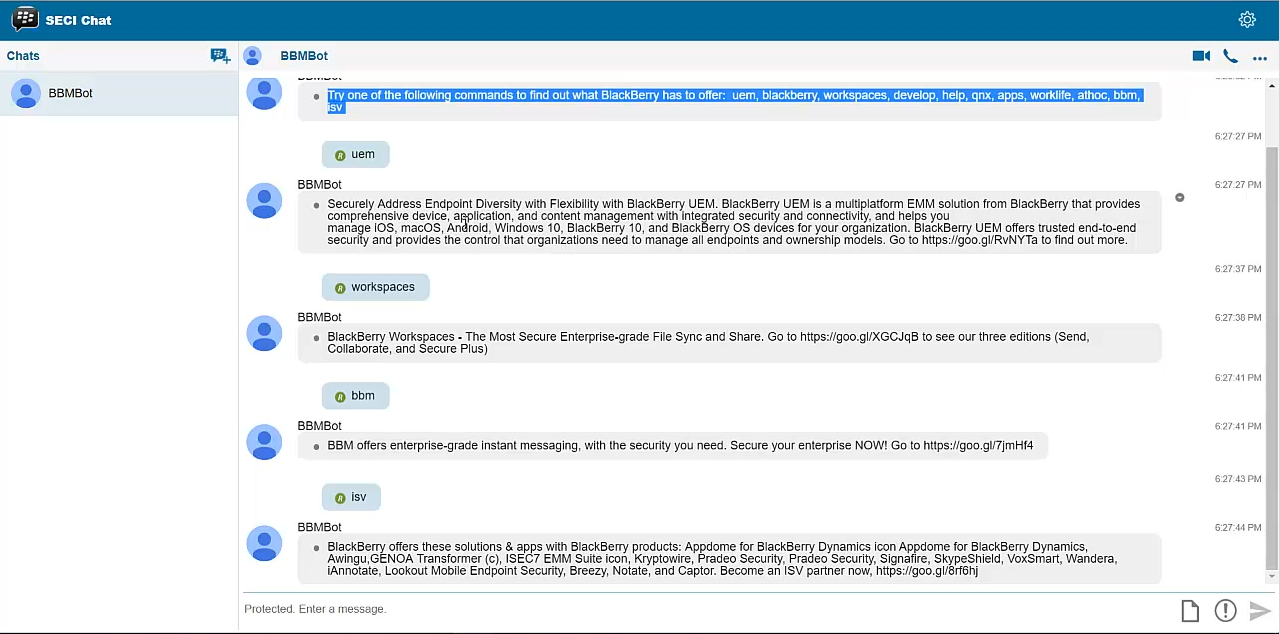 SECI Chat
Chats
BBMBot
BBMBot
BBMBot
Try one of the following commands to find out what BlackBerry has to offer: uem, blackberry, workspaces, develop, help, qnx, apps, worklife, athoc, bbm,
isv
6:27:27 PM
R uem
BBMBot
6:27:27 PM
Securely Address Endpoint Diversity with Flexibility with BlackBerry UEM. BlackBerry UEM is a multiplatform EMM solution from BlackBerry that provides
comprehensive device, application, and content management with integrated security and connectivity, and helps you
manage iOS, macOS, Android, Windows 10, BlackBerry 10, and BlackBerry OS devices for your organization. BlackBerry UEM offers trusted end-to-end
security and provides the control that organizations need to manage all endpoints and ownership models. Go to https://goo.gl/RvNYTa to find out more.
6:27:37 PM
R workspaces
BBMBot
6:27:38 PM
BlackBerry Workspaces - The Most Secure Enterprise-grade File Sync and Share. Go to https://goo.gl/XGCJqB to see our three editions (Send,
Collaborate, and Secure Plus)
6:27:41 PM
R bbm
BBMBot
6:27:41 PM
BBM offers enterprise-grade instant messaging, with the security you need. Secure your enterprise NOW! Go to https://goo.gl/7jmHf4
6:27:43 PM
R isv
BBMBot
6:27:44 PM
BlackBerry offers these solutions & apps with BlackBerry products: Appdome for BlackBerry Dynamics icon Appdome for BlackBerry Dynamics,
Awingu,GENOA Transformer (c), ISEC7 EMM Suite icon, Kryptowire, Pradeo Security, Pradeo Security, Signafire, SkypeShield, VoxSmart, Wandera,
iAnnotate, Lookout Mobile Endpoint Security, Breezy, Notate, and Captor. Become an ISV partner now, https://goo.gl/8rf6hj
Protected. Enter a message.